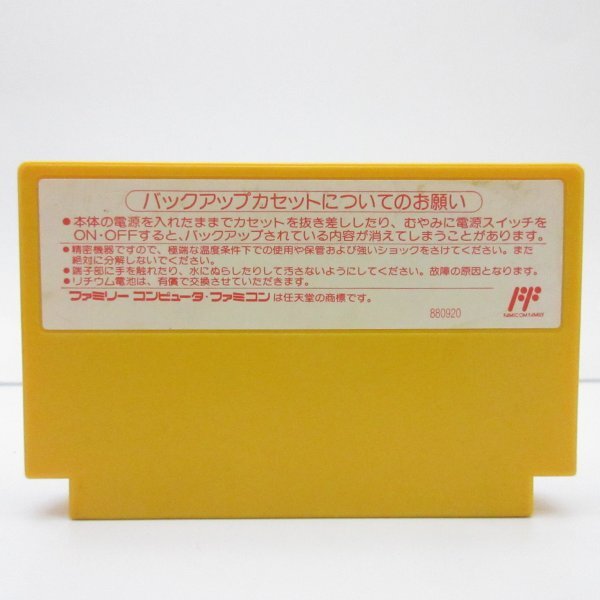 バックアップカセットについてのお願い
●本体の電源を入れたままでカセットを抜き差ししたり、むやみに電源スイッチを
ON・OFFすると、バックアップされている内容が消えてしまうことがあります。
●精密機器ですので、極端な温度条件下での使用や保管および強いショックをさけてください。また
絶対に分解しないでください。
●端子部に手を触れたり、水にぬらしたりして汚さないようにしてください。故障の原因となります。
●リチウム電池は、有償で交換させていただきます。
ファミリーコンピュータ・ファミコンは任天堂の商標です。
880920
FAMICOM FAMILY